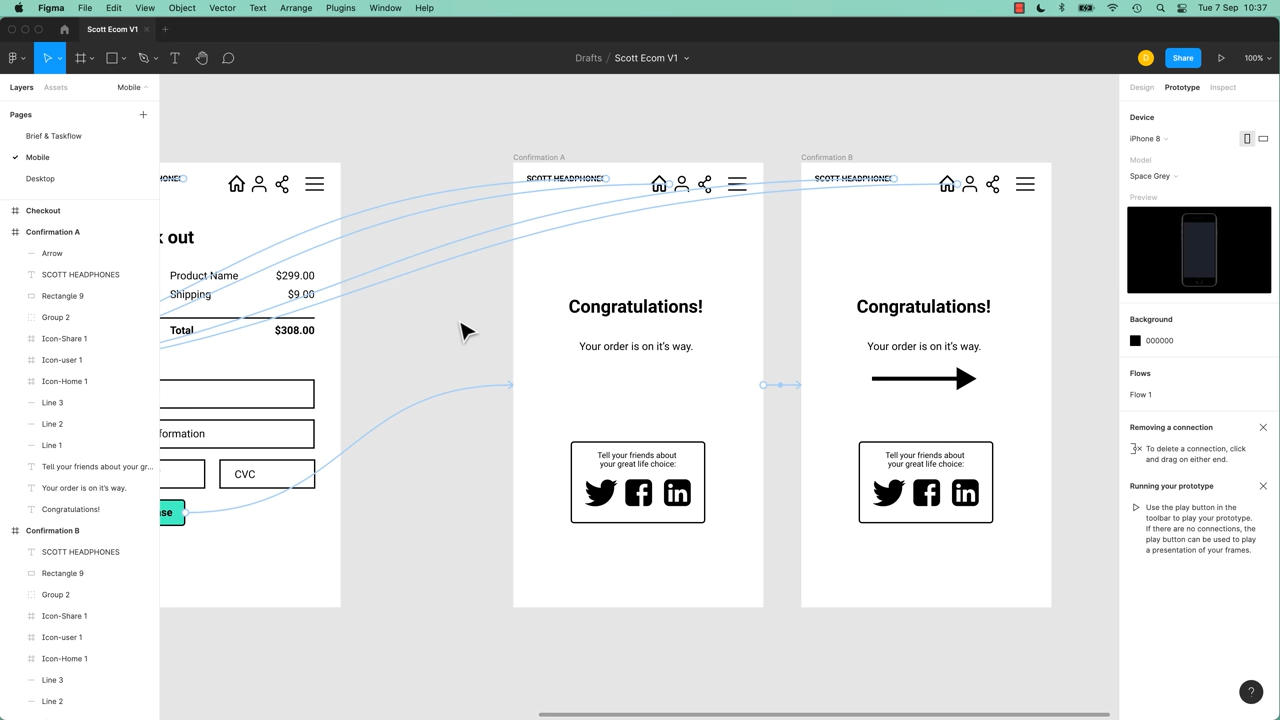 Figma File Edit View Object Vector Text Arrange Plugins Window Help
Tue 7 Sep 10:37
Scott Ecom V1
Drafts / Scott Ecom V1
D
Share
100%
Layers
Assets
Mobile
Pages
Brief & Taskflow
Mobile
Desktop
Checkout
Confirmation A
Arrow
SCOTT HEADPHONES
Rectangle 9
Group 2
Icon-Share 1
Icon-user 1
Icon-Home 1
Line 3
Line 2
Line 1
Tell your friends about your gr...
Your order is on it’s way.
Congratulations!
Confirmation B
SCOTT HEADPHONES
Rectangle 9
Group 2
Icon-Share 1
Icon-user 1
Icon-Home 1
Line 3
Line 2
k out
Product Name $299.00
Shipping $9.00
Total $308.00
formation
CVC
se
Confirmation A
SCOTT HEADPHONES
Congratulations!
Your order is on it’s way.
Tell your friends about
your great life choice:
in
Confirmation B
SCOTT HEADPHONES
Congratulations!
Your order is on it’s way.
Tell your friends about
your great life choice:
in
Design
Prototype
Inspect
Device
iPhone 8
Model
Space Grey
Preview
Background
000000
Flows
Flow 1
Removing a connection
To delete a connection, click
and drag on either end.
Running your prototype
Use the play button in the
toolbar to play your prototype.
If there are no connections, the
play button can be used to play
a presentation of your frames.
?